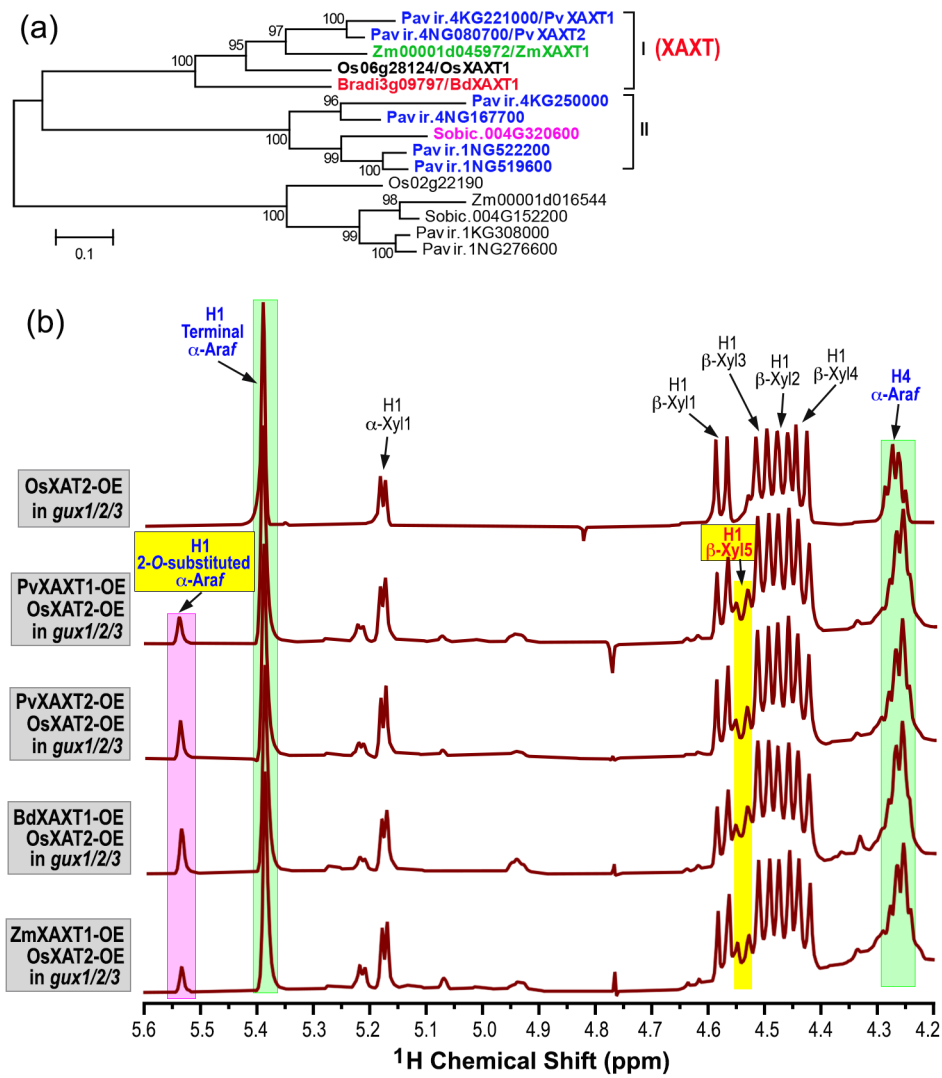 (a)
100
Pavir.4KG221000/PvXAXT1
97
Pavir.4NG080700/PvXAXT2
95
Zm00001d045972/ZmXAXT1
I (XAXT)
100
Os06g28124/OsXAXT1
Bradi3g09797/BdXAXT1
96
Pavir.4KG250000
Pavir.4NG167700
100
Sobic.004G320600
II
99
Pavir.1NG522200
100
Pavir.1NG519600
Os02g22190
100
98
Zm00001d016544
Sobic.004G152200
99
Pavir.1KG308000
100
Pavir.1NG276600
0.1
(b)
H1
Terminal
α-Araf
H1
α-Xyl1
H1
β-Xyl1
H1
β-Xyl3
H1
β-Xyl2
H1
β-Xyl4
H4
α-Araf
OsXAT2-OE
in gux1/2/3
H1
2-O-substituted
α-Araf
H1
β-Xyl5
PvXAXT1-OE
OsXAT2-OE
in gux1/2/3
PvXAXT2-OE
OsXAT2-OE
in gux1/2/3
BdXAXT1-OE
OsXAT2-OE
in gux1/2/3
ZmXAXT1-OE
OsXAT2-OE
in gux1/2/3
5.6 5.5 5.4 5.3 5.2 5.1 5.0 4.9 4.8 4.7 4.6 4.5 4.4 4.3 4.2
1H Chemical Shift (ppm)